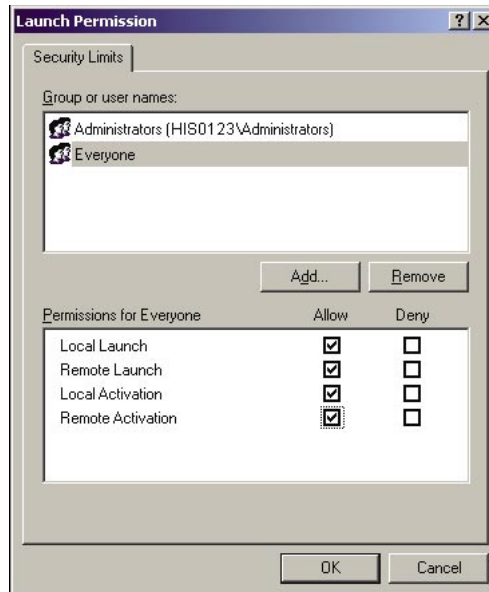 Launch Permission
Security Limits
Group or user names:
Administrators (HIS0123\Administrators)
Everyone
Add... Remove
Permissions for Everyone Allow Deny
Local Launch
Remote Launch
Local Activation
Remote Activation
OK Cancel